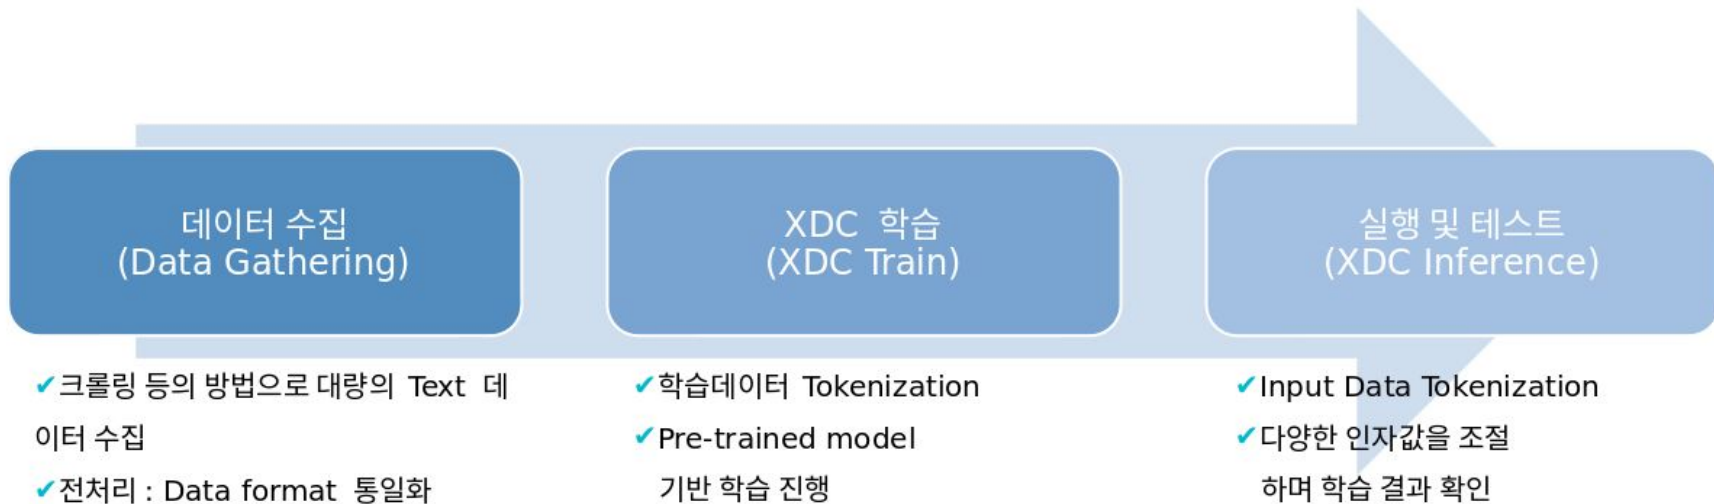 데이터 수집
(Data Gathering)
✔크롤링 등의 방법으로 대량의 Text 데
이터 수집
✔전처리 : Data format 통일화
XDC 학습
(XDC Train)
✔학습데이터 Tokenization
✔Pre-trained model
기반 학습 진행
실행 및 테스트
(XDC Inference)
✔Input Data Tokenization
✔다양한 인자값을 조절
하며 학습 결과 확인